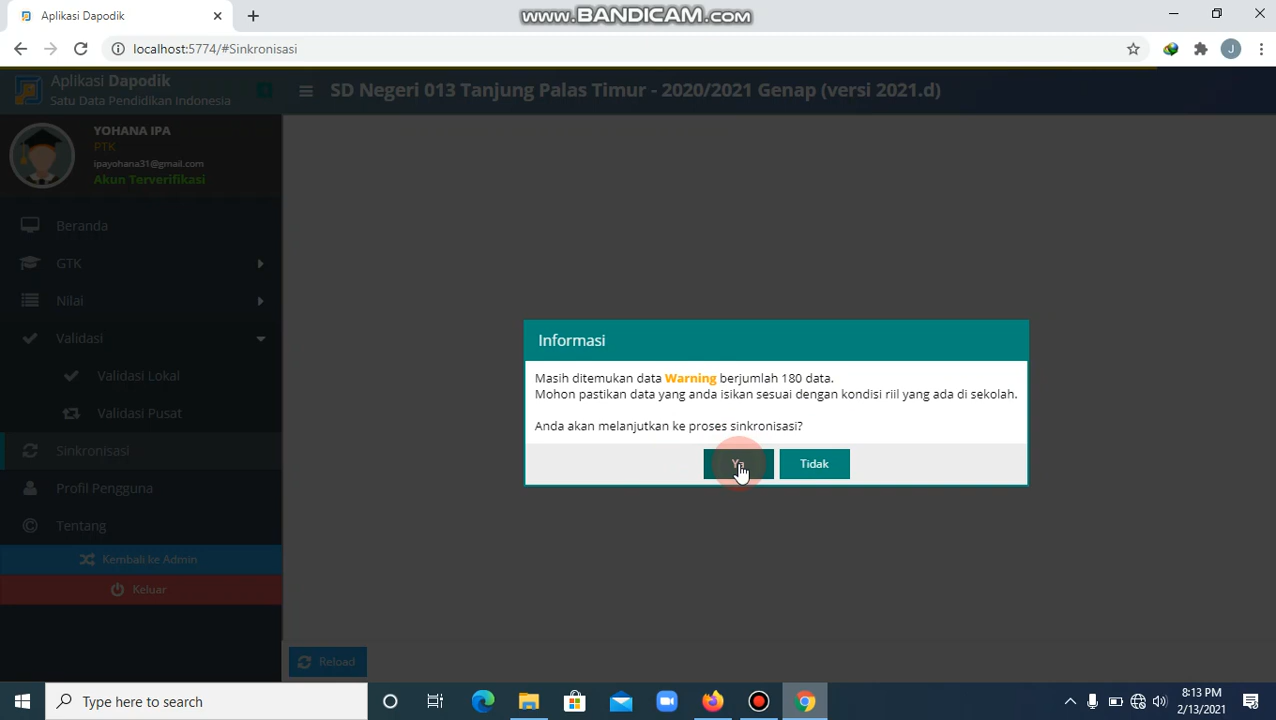 Aplikasi Dapodik
www.BANDICAM.com
localhost:5774/#Sinkronisasi
J
Aplikasi Dapodik
Satu Data Pendidikan Indonesia
SD Negeri 013 Tanjung Palas Timur - 2020/2021 Genap (versi 2021.d)
YOHANA IPA
PTK
ipayohana31@gmail.com
Akun Terverifikasi
Beranda
GTK
Nilai
Validasi
Validasi Lokal
Validasi Pusat
Sinkronisasi
Profil Pengguna
Tentang
Kembali ke Admin
Keluar
Informasi
Masih ditemukan data Warning berjumlah 180 data.
Mohon pastikan data yang anda isikan sesuai dengan kondisi riil yang ada di sekolah.
Anda akan melanjutkan ke proses sinkronisasi?
Ya
Tidak
Reload
Type here to search
8:13 PM
2/13/2021